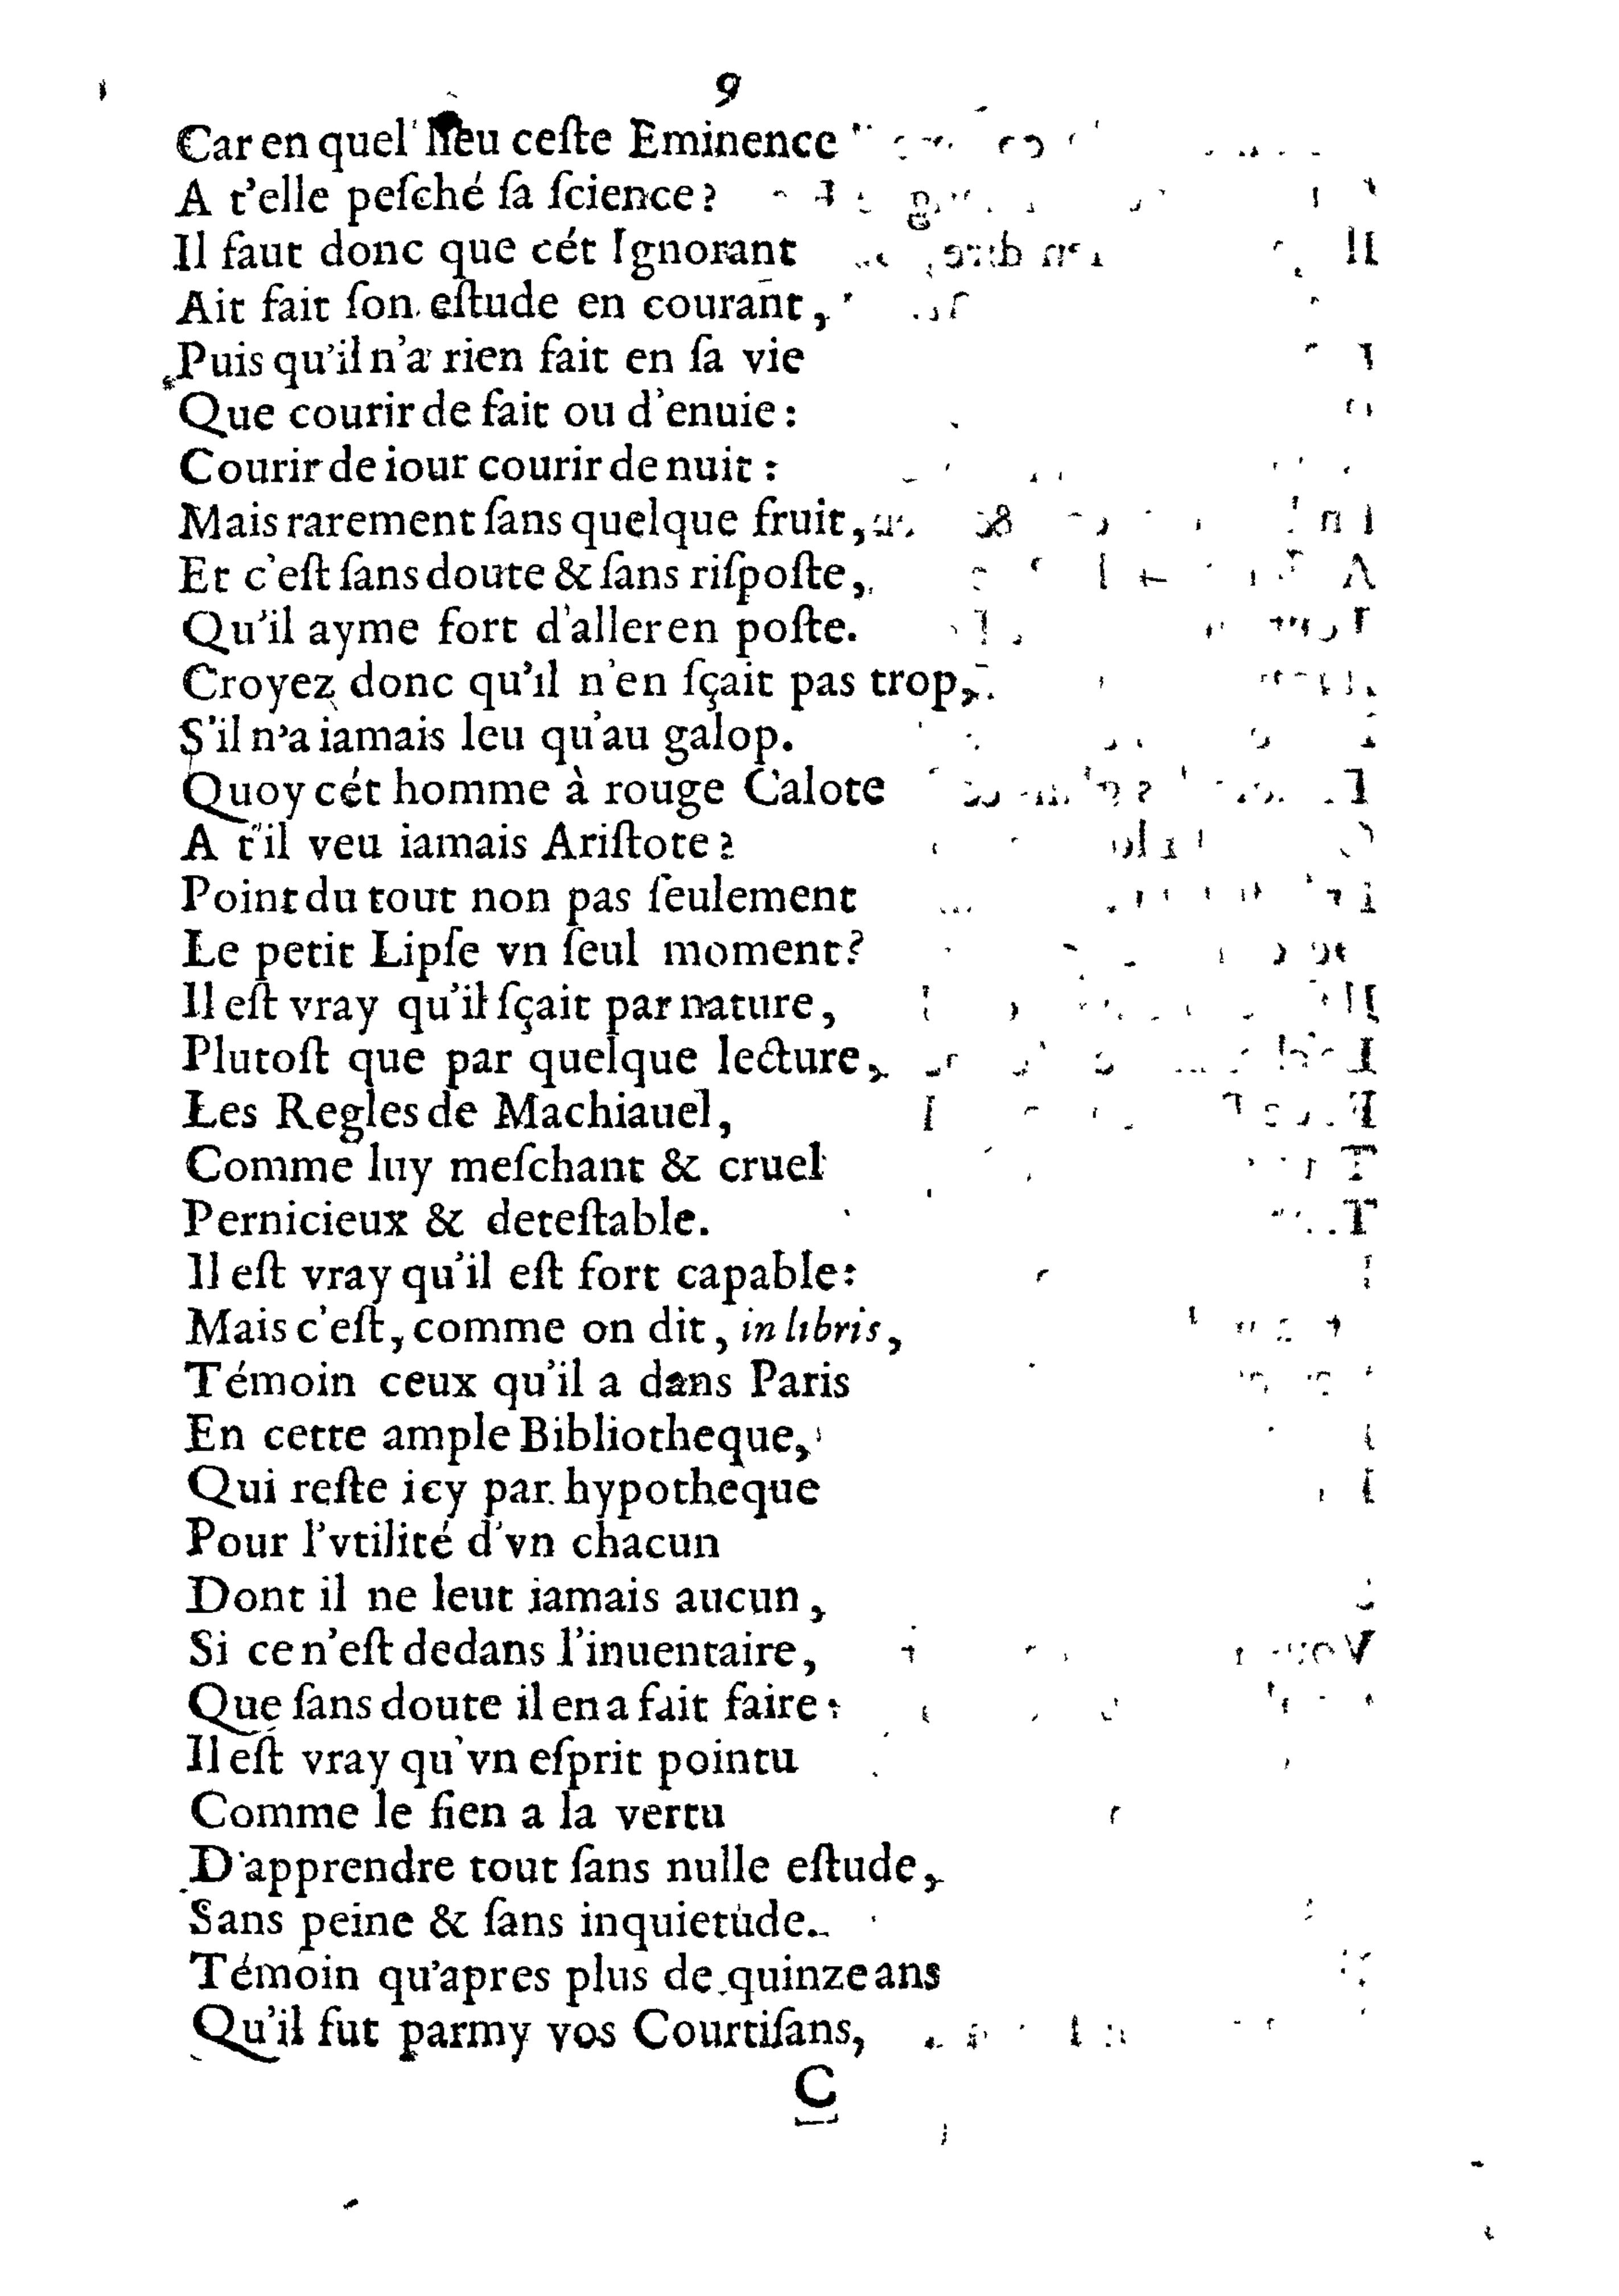 9
Car en quel lieu ceſte Eminence
A t'elle peſché ſa ſcience?
Il faut donc que cét Ignorant
Ait fait ſon eſtude en courant,
Puis qu'il n'a rien fait en ſa vie
Que courir de fait ou d'enuie:
Courir de iour courir de nuit:
Mais rarement ſans quelque fruit,
Et c'eſt ſans doute & ſans riſpoſte,
Qu'il ayme fort d'aller en poſte.
Croyez donc qu'il n'en ſçait pas trop,
S'il n'a iamais leu qu'au galop.
Quoy cét homme à rouge Calote
A t'il veu iamais Ariſtote?
Point du tout non pas ſeulement
Le petit Lipſe vn ſeul moment?
Il eſt vray qu'il ſçait par nature,
Plutoſt que par quelque lecture,
Les Regles de Machiauel,
Comme luy meſchant & cruel
Pernicieux & deteſtable.
Il eſt vray qu'il eſt fort capable:
Mais c'eſt, comme on dit, in libris,
Témoin ceux qu'il a dans Paris
En cette ample Bibliotheque,
Qui reſte icy par hypotheque
Pour l'vtilité d'vn chacun
Dont il ne leut iamais aucun,
Si ce n'eſt dedans l'inuentaire,
Que ſans doute il en a fait faire:
Il eſt vray qu'vn eſprit pointu
Comme le ſien a la vertu
D'apprendre tout ſans nulle eſtude,
Sans peine & ſans inquietude.
Témoin qu'apres plus de quinze ans
Qu'il fut parmy vos Courtiſans,
C